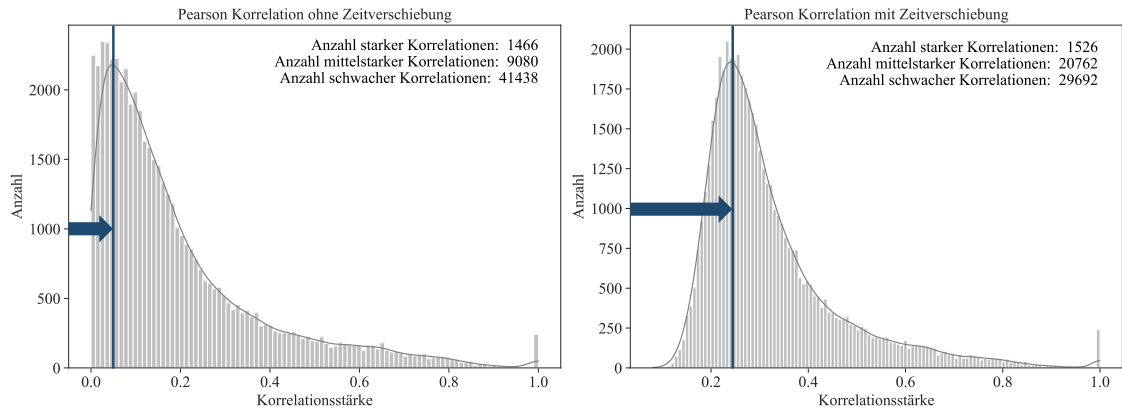 Pearson Korrelation ohne Zeitverschiebung
Anzahl starker Korrelationen: 1466
Anzahl mittelstarker Korrelationen: 9080
Anzahl schwacher Korrelationen: 41438
Anzahl
2000
1500
1000
500
0
0.0 0.2 0.4 0.6 0.8 1.0
Korrelationsstärke
Pearson Korrelation mit Zeitverschiebung
Anzahl starker Korrelationen: 1526
Anzahl mittelstarker Korrelationen: 20762
Anzahl schwacher Korrelationen: 29692
Anzahl
2000
1750
1500
1250
1000
750
500
250
0
0.2 0.4 0.6 0.8 1.0
Korrelationsstärke